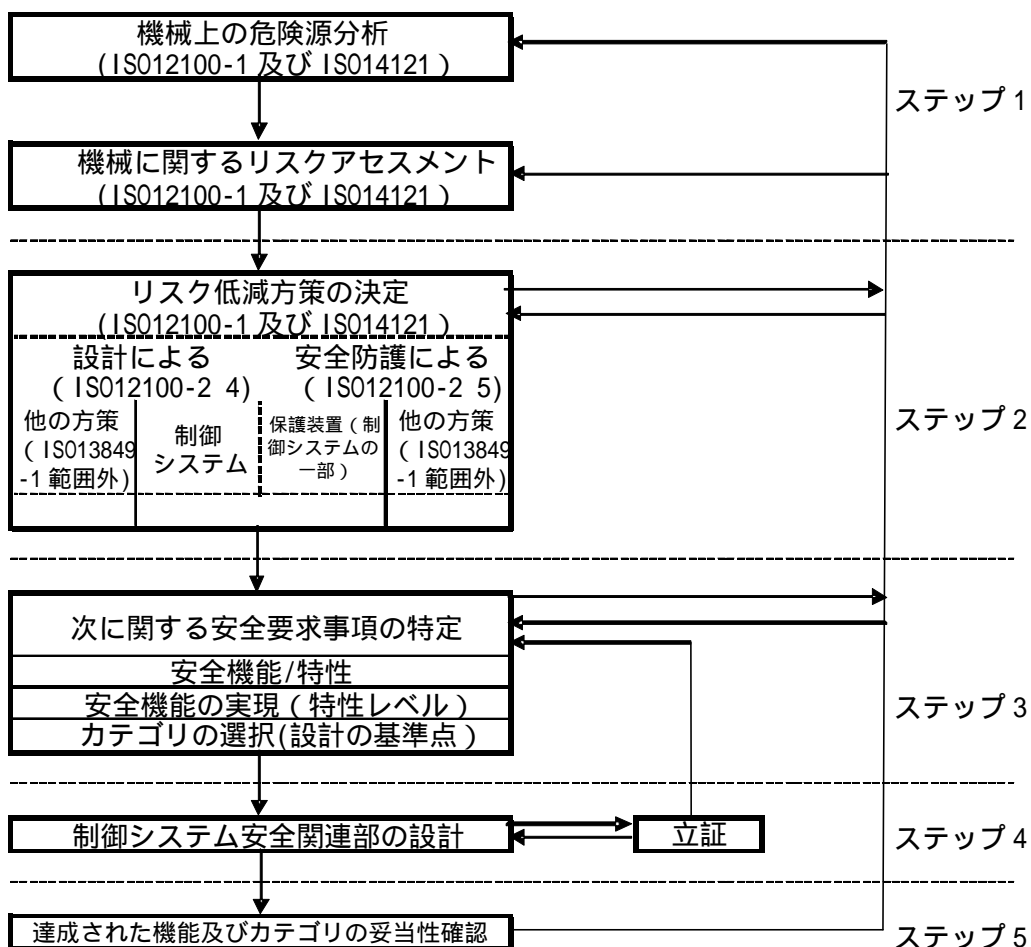 機械上の危険源分析
(ISO12100-1 及び ISO14121 )
ステップ 1
機械に関するリスクアセスメント
(ISO12100-1 及び ISO14121 )
リスク低減方策の決定
(ISO12100-1 及び ISO14121 )
設計による
( ISO12100-2 4)
安全防護による
( ISO12100-2 5)
他の方策
( ISO13849
-1 範囲外)
制御
システム
保護装置 ( 制
御システムの
一部 )
他の方策
( ISO13849
-1 範囲外)
ステップ 2
次に関する安全要求事項の特定
安全機能/特性
安全機能の実現 ( 特性レベル )
カテゴリの選択(設計の基準点 )
ステップ 3
制御システム安全関連部の設計
立証
ステップ 4
達成された機能及びカテゴリの妥当性確認
ステップ 5